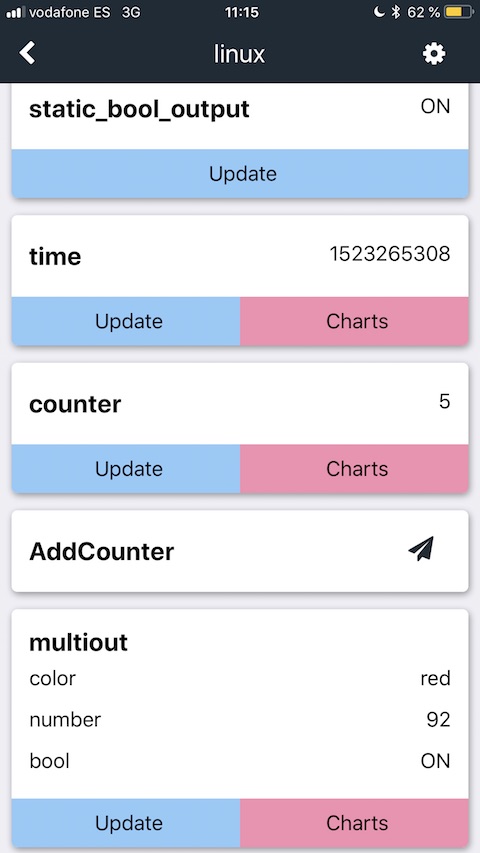 vodafone ES 3G 11:15 62 %
linux
static_bool_output ON
Update
time 1523265308
Update Charts
counter 5
Update Charts
AddCounter
multiout
color red
number 92
bool ON
Update Charts